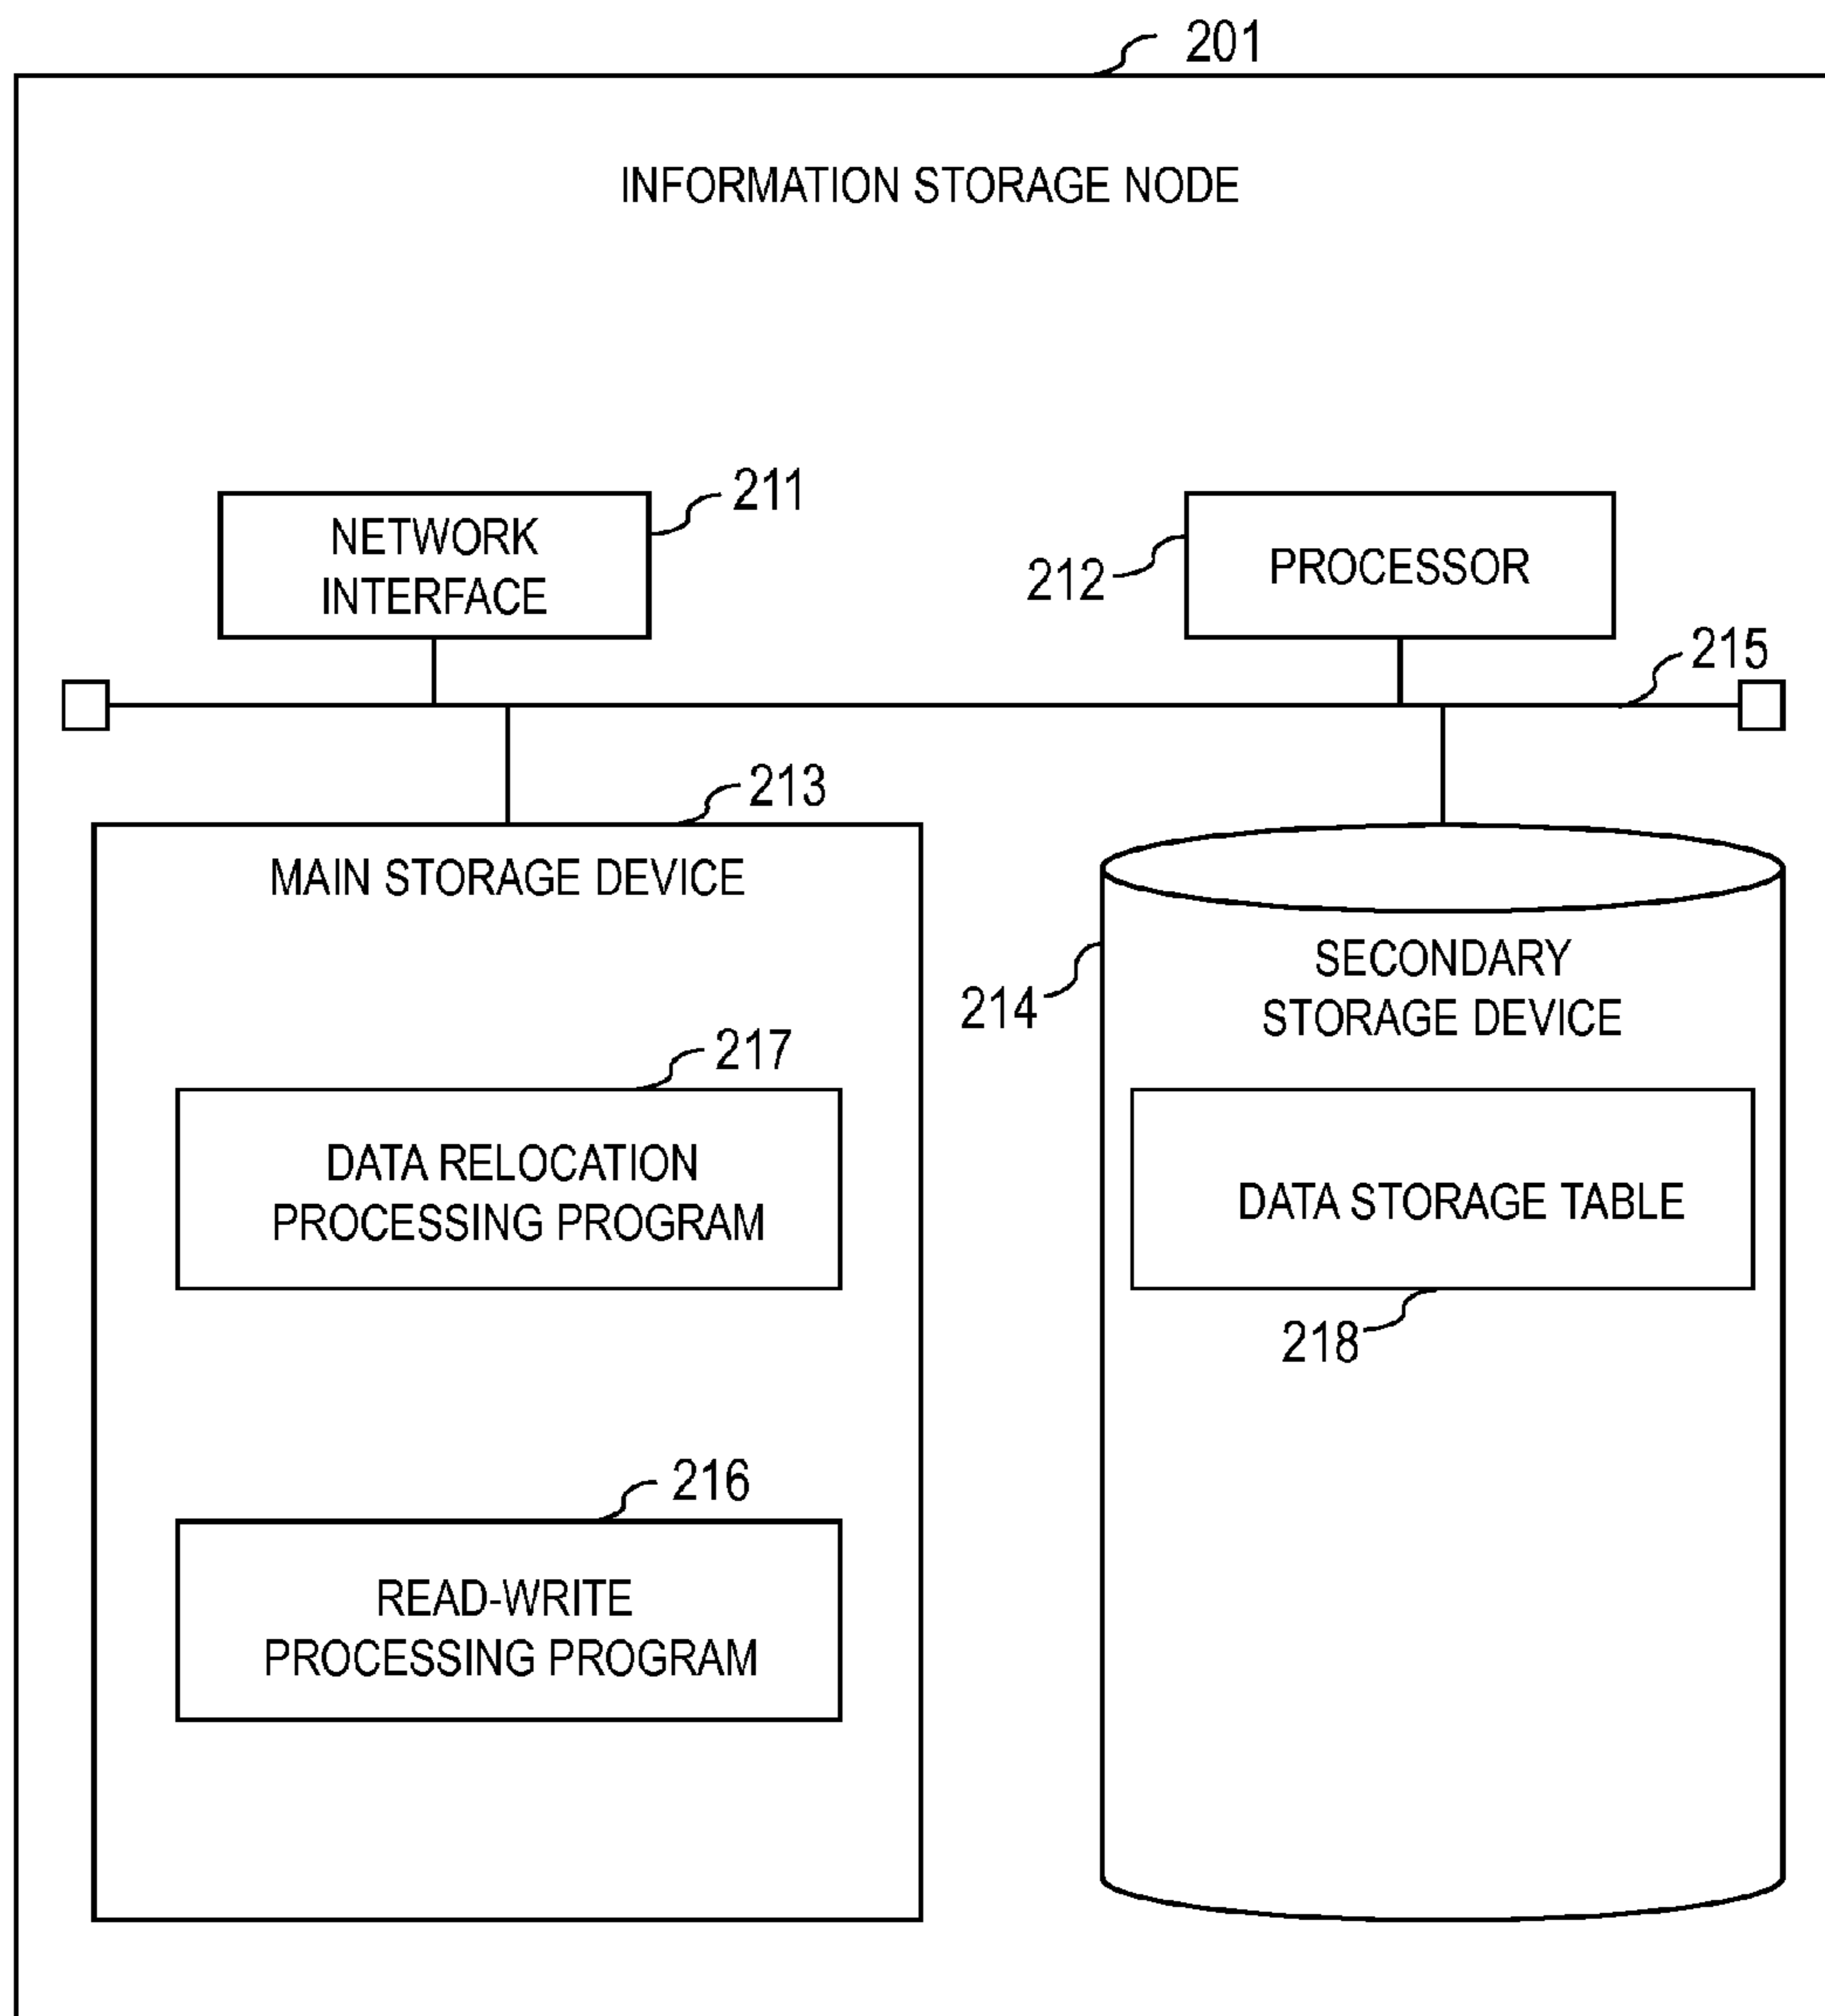 201
INFORMATION STORAGE NODE
NETWORK
INTERFACE
211
212
PROCESSOR
215
213
MAIN STORAGE DEVICE
214
SECONDARY
STORAGE DEVICE
217
DATA RELOCATION
PROCESSING PROGRAM
DATA STORAGE TABLE
218
216
READ-WRITE
PROCESSING PROGRAM